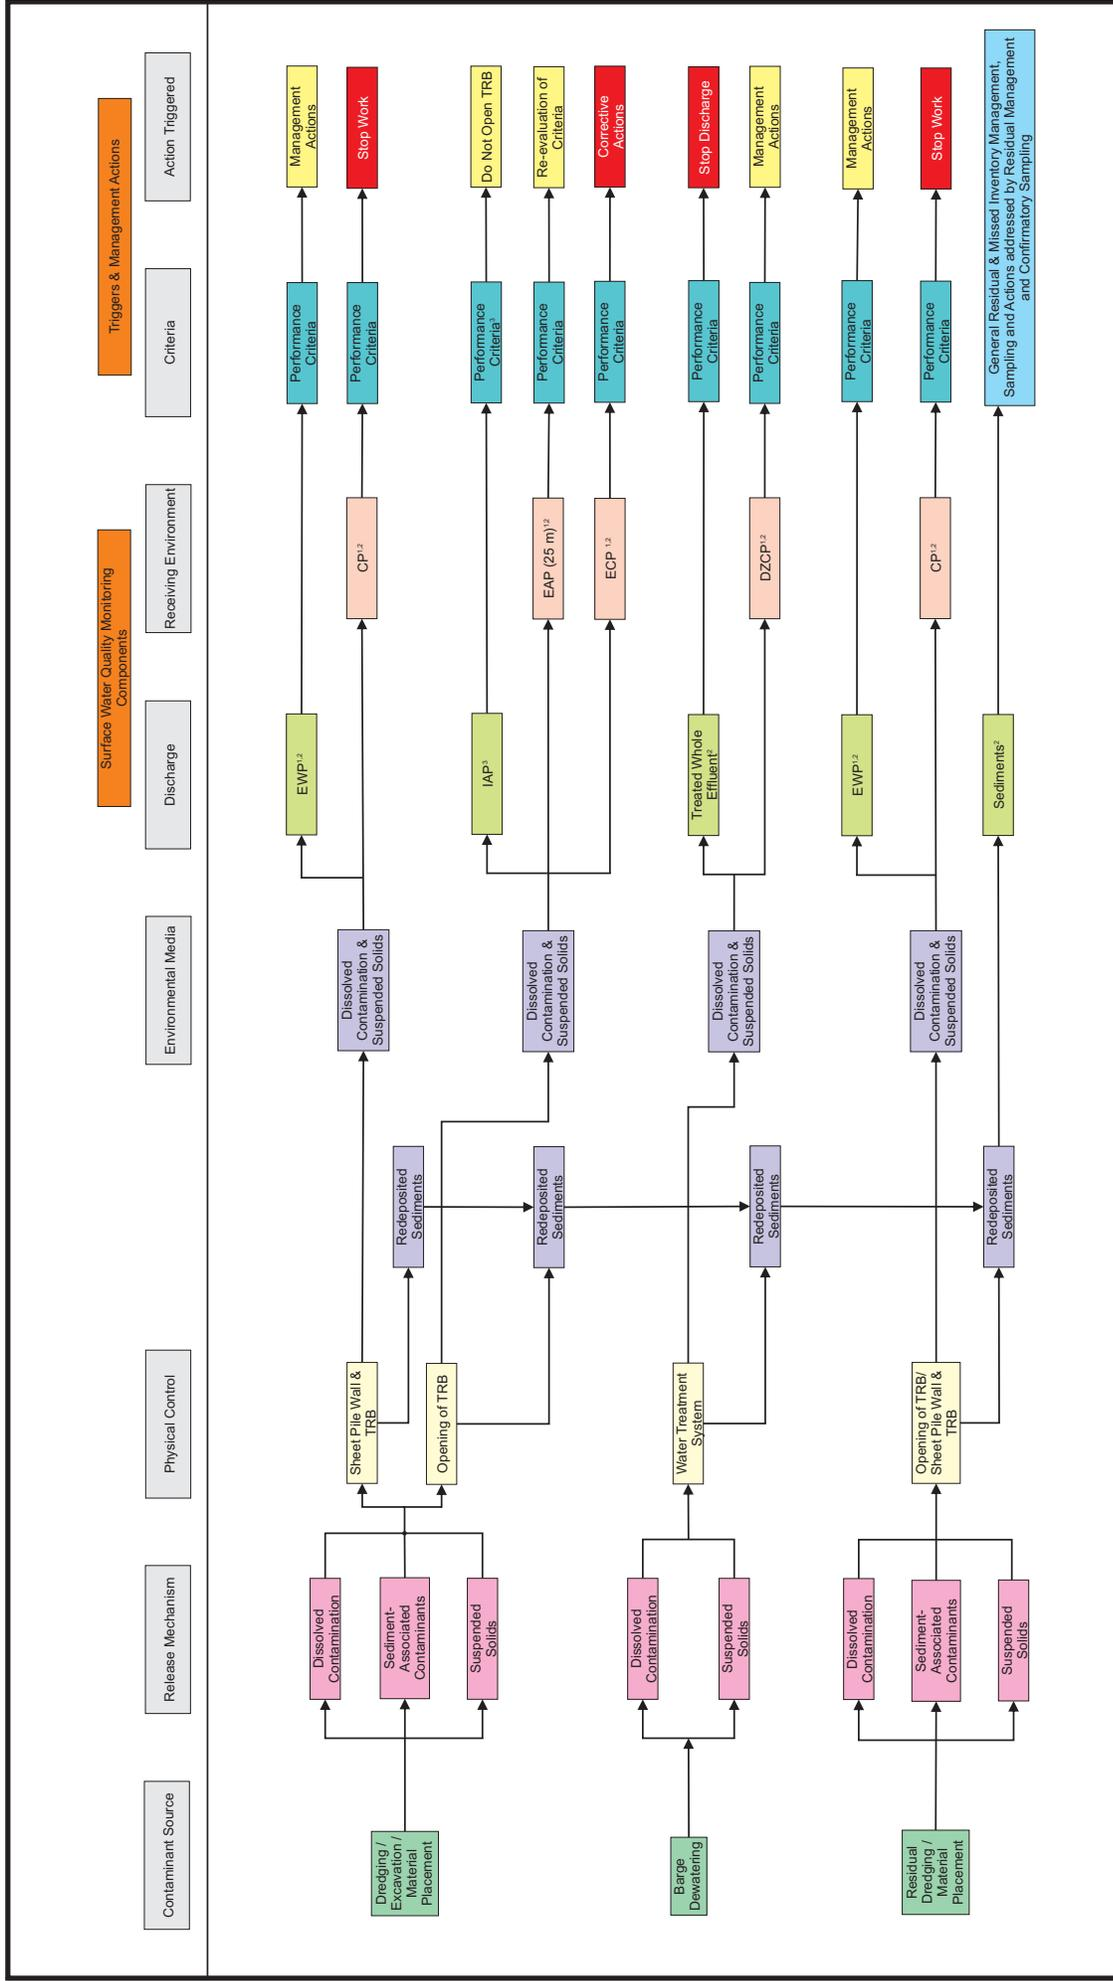 Surface Water Quality Monitoring
Components
Triggers & Management Actions
Contaminant Source
Release Mechanism
Physical Control
Environmental Media
Discharge
Receiving Environment
Criteria
Action Triggered
Dredging /
Excavation /
Material
Placement
Dissolved
Contamination
Sediment-
Associated
Contaminants
Suspended
Solids
Sheet Pile Wall &
TRB
Opening of TRB
Redeposited
Sediments
Redeposited
Sediments
Dissolved
Contamination &
Suspended Solids
Dissolved
Contamination &
Suspended Solids
EWP1,2
CP1,2
Performance
Criteria
Management
Actions
Performance
Criteria
Stop Work
IAP3
EAP (25 m)1,2
ECP 1,2
Performance
Criteria3
Do Not Open TRB
Performance
Criteria
Re-evaluation of
Criteria
Performance
Criteria
Corrective
Actions
Barge
Dewatering
Dissolved
Contamination
Suspended
Solids
Water Treatment
System
Redeposited
Sediments
Dissolved
Contamination &
Suspended Solids
Treated Whole
Effluent2
DZCP1,2
Performance
Criteria
Stop Discharge
Performance
Criteria
Management
Actions
Residual
Dredging /
Material
Placement
Dissolved
Contamination
Sediment-
Associated
Contaminants
Suspended
Solids
Opening of TRB/
Sheet Pile Wall &
TRB
Redeposited
Sediments
Dissolved
Contamination &
Suspended Solids
EWP1,2
CP1,2
Performance
Criteria
Management
Actions
Performance
Criteria
Stop Work
Sediments2
General Residual & Missed Inventory Management,
Sampling and Actions addressed by Residual Management
and Confirmatory Sampling